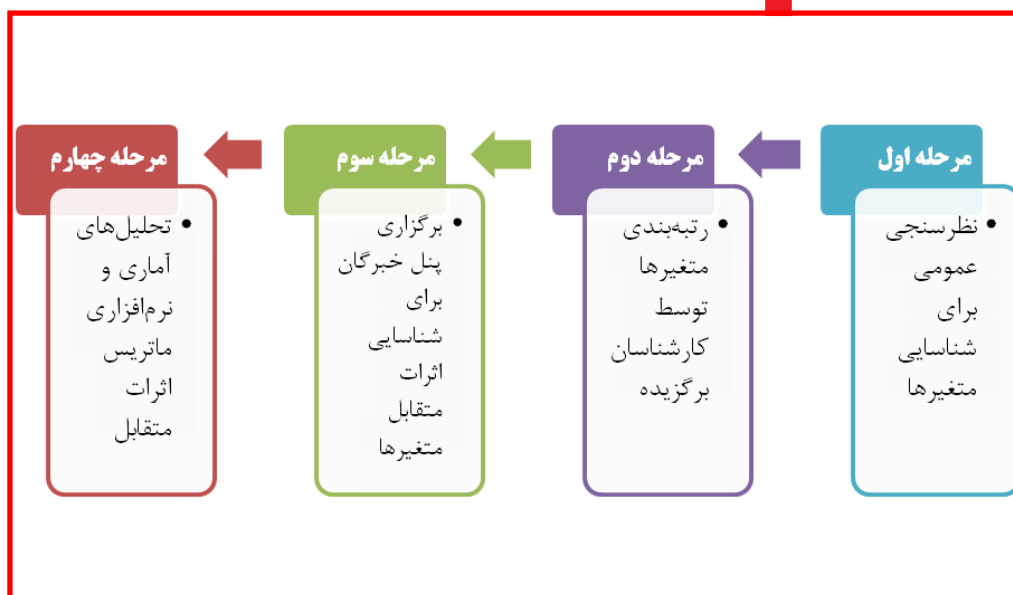 مرحله اول
• نظرسنجی
عمومی
برای
شناسایی
متغیرها
مرحله دوم
• رتبه‌بندی
متغیرها
توسط
کارشناسان
برگزیده
مرحله سوم
• برگزاری
پنل خبرگان
برای
شناسایی
اثرات
متقابل
متغیرها
مرحله چهارم
• تحلیل‌های
آماری و
نرم‌افزاری
ماتریس
اثرات
متقابل